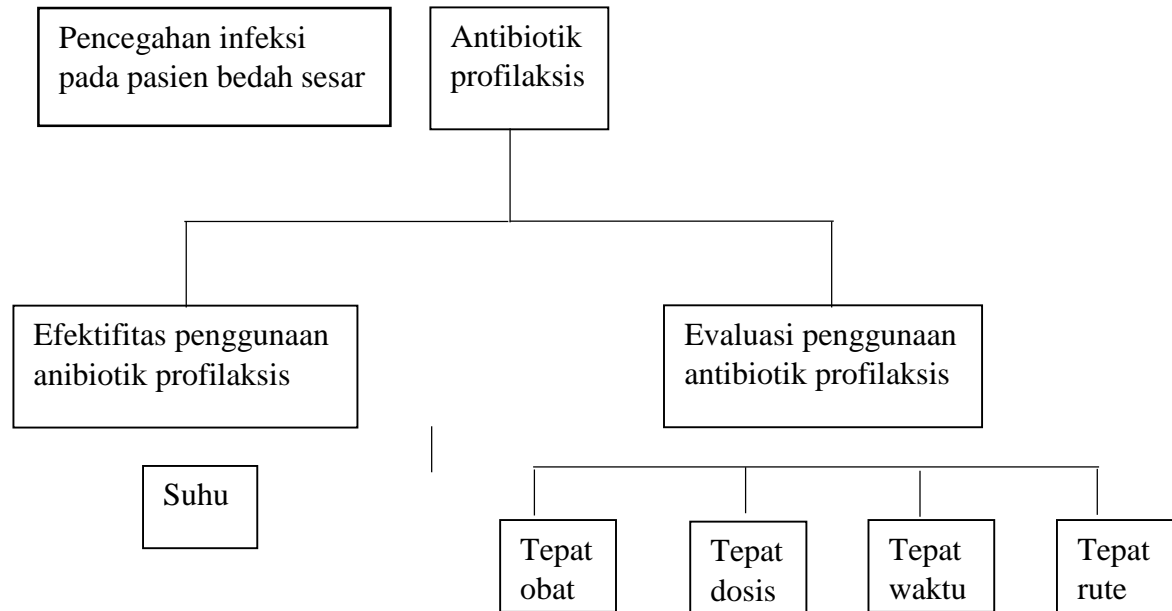 Pencegahan infeksi
pada pasien bedah sesar
Antibiotik
profilaksis
Efektifitas penggunaan
anibiotik profilaksis
Evaluasi penggunaan
antibiotik profilaksis
Suhu
Tepat
obat
Tepat
dosis
Tepat
waktu
Tepat
rute